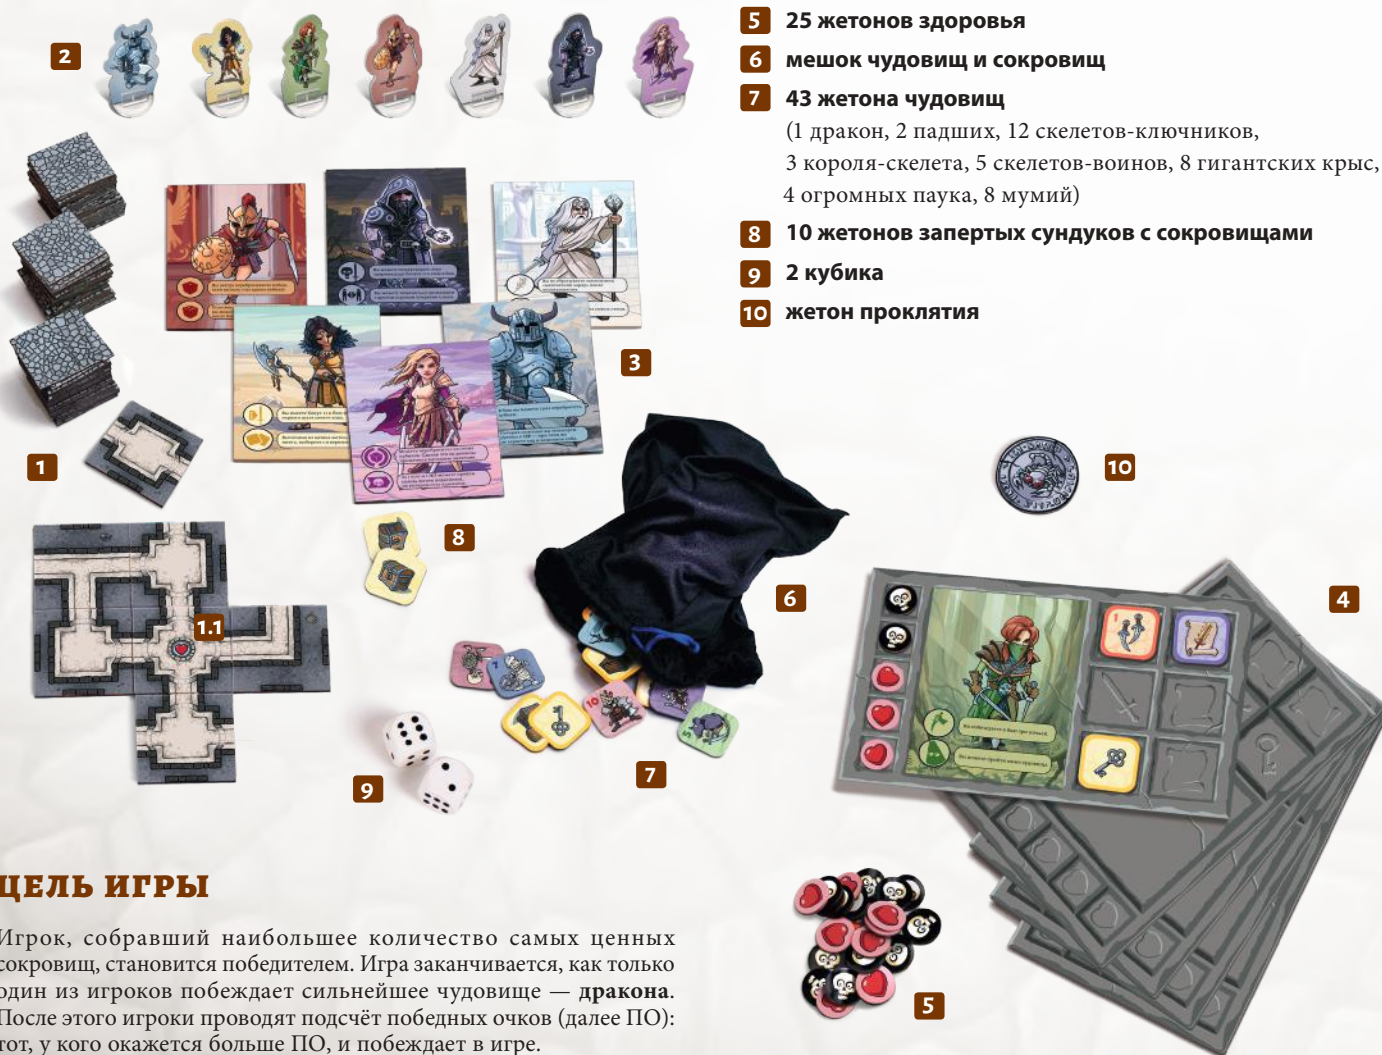 5 25 жетонов здоровья
6 мешок чудовищ и сокровищ
7 43 жетона чудовищ
(1 дракон, 2 падших, 12 скелетов-ключников,
3 короля-скелета, 5 скелетов-воинов, 8 гигантских крыс,
4 огромных паука, 8 мумий)
8 10 жетонов запертых сундуков с сокровищами
9 2 кубика
10 жетон проклятия
2
3
1
1.1
8
6
10
4
7
9
5
ЦЕЛЬ ИГРЫ
Игрок, собравший наибольшее количество самых ценных
сокровищ, становится победителем. Игра заканчивается, как только
один из игроков побеждает сильнейшее чудовище — дракона.
После этого игроки проводят подсчёт победных очков (далее ПО):
тот, у кого окажется больше ПО, и побеждает в игре.